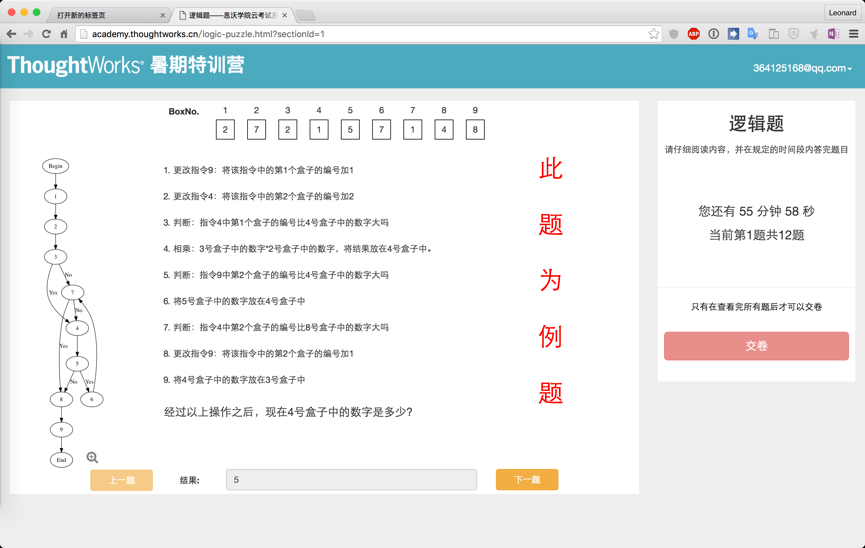 打开新的标签页
逻辑题——思沃学院云考试系
Leonard
academy.thoughtworks.cn/logic-puzzle.html?sectionId=1
ABP
ThoughtWorks® 暑期特训营
364125168@qq.com
BoxNo. 1 2 3 4 5 6 7 8 9
2 7 2 1 5 7 1 4 8
1. 更改指令9：将该指令中的第1个盒子的编号加1
2. 更改指令4：将该指令中的第2个盒子的编号加2
3. 判断：指令4中第1个盒子的编号比4号盒子中的数字大吗
4. 相乘：3号盒子中的数字*2号盒子中的数字，将结果放在4号盒子中。
5. 判断：指令9中第2个盒子的编号比4号盒子中的数字大吗
6. 将5号盒子中的数字放在4号盒子中
7. 判断：指令4中第2个盒子的编号比8号盒子中的数字大吗
8. 更改指令9：将该指令中的第2个盒子的编号加1
9. 将4号盒子中的数字放在3号盒子中
经过以上操作之后，现在4号盒子中的数字是多少?
Begin
1
2
3
No
Yes
7
No
4
Yes
5
No
Yes
8
6
9
End
此
题
为
例
题
上一题
结果:
5
下一题
逻辑题
请仔细阅读内容，并在规定的时间段内答完题目
您还有 55 分钟 58 秒
当前第1题共12题
只有在查看完所有题后才可以交卷
交卷